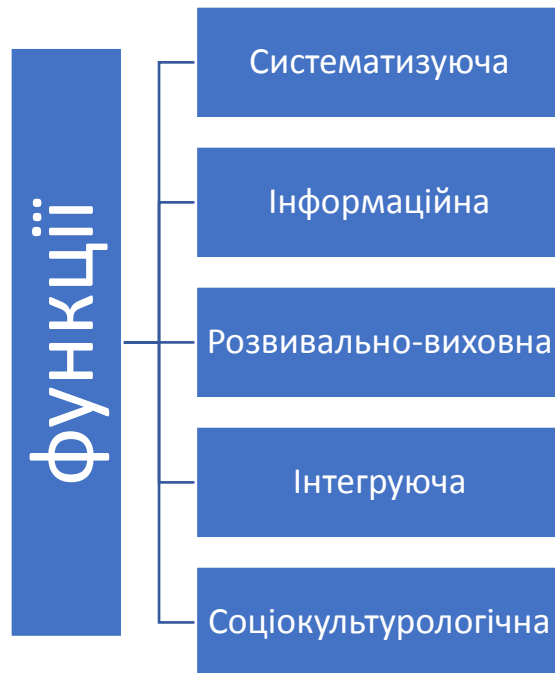 функції
Систематизуюча
Інформаційна
Розвивально-виховна
Інтегруюча
Соціокультурологічна